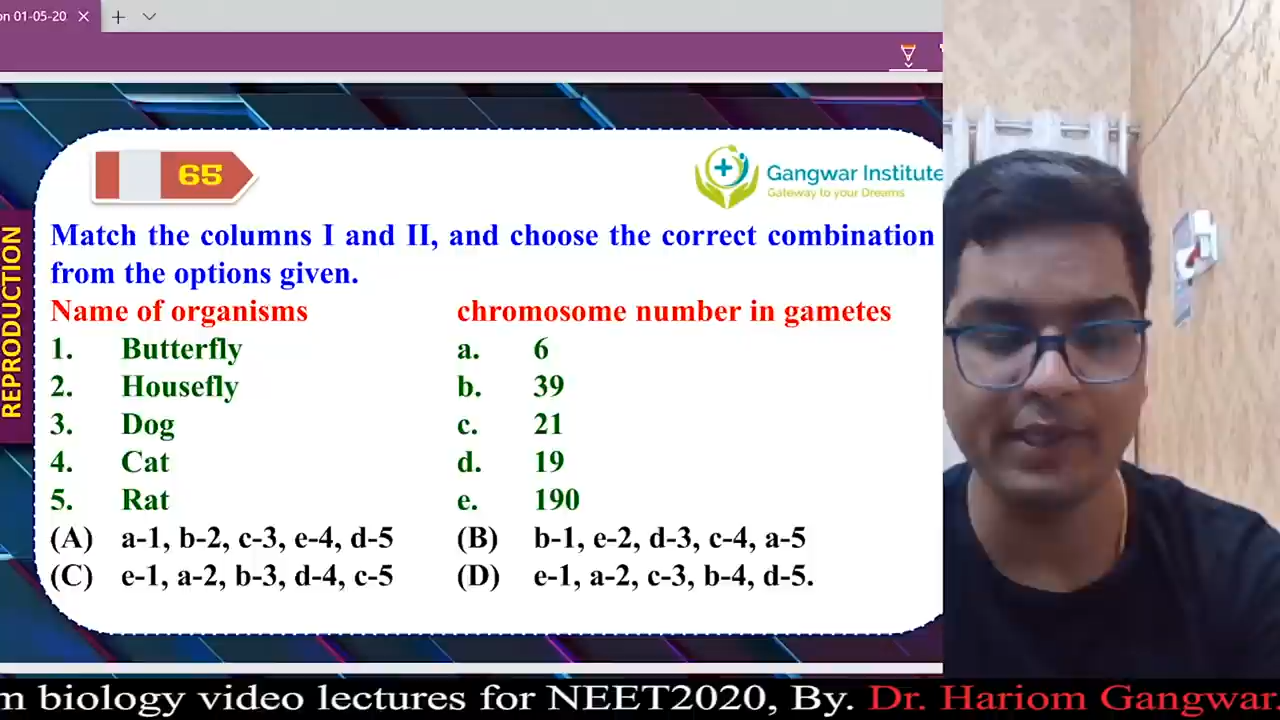 on 01-05-20
65
Gangwar Institute
Gateway to your Dreams
REPRODUCTION
Match the columns I and II, and choose the correct combination
from the options given.
Name of organisms chromosome number in gametes
1. Butterfly a. 6
2. Housefly b. 39
3. Dog c. 21
4. Cat d. 19
5. Rat e. 190
(A) a-1, b-2, c-3, e-4, d-5 (B) b-1, e-2, d-3, c-4, a-5
(C) e-1, a-2, b-3, d-4, c-5 (D) e-1, a-2, c-3, b-4, d-5.
m biology video lectures for NEET2020, By. Dr. Hariom Gangwar.